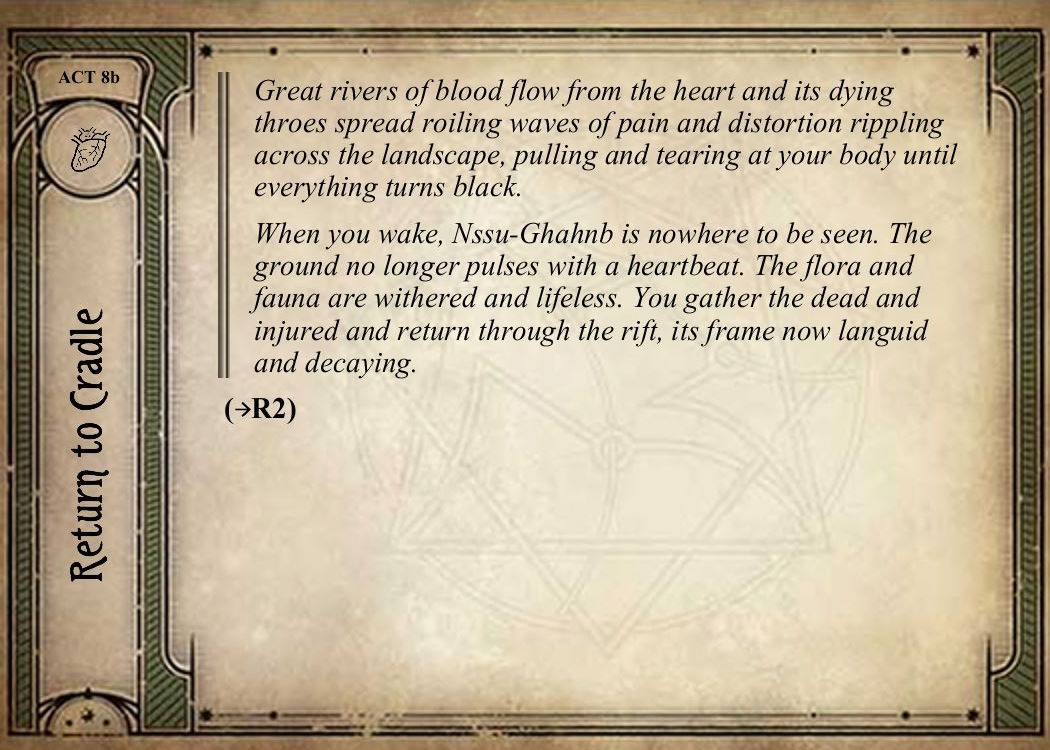 ACT 8b
Return to Cradle
Great rivers of blood flow from the heart and its dying
throes spread roiling waves of pain and distortion rippling
across the landscape, pulling and tearing at your body until
everything turns black.
When you wake, Nssu-Ghahnb is nowhere to be seen. The
ground no longer pulses with a heartbeat. The flora and
fauna are withered and lifeless. You gather the dead and
injured and return through the rift, its frame now languid
and decaying.
(→R2)